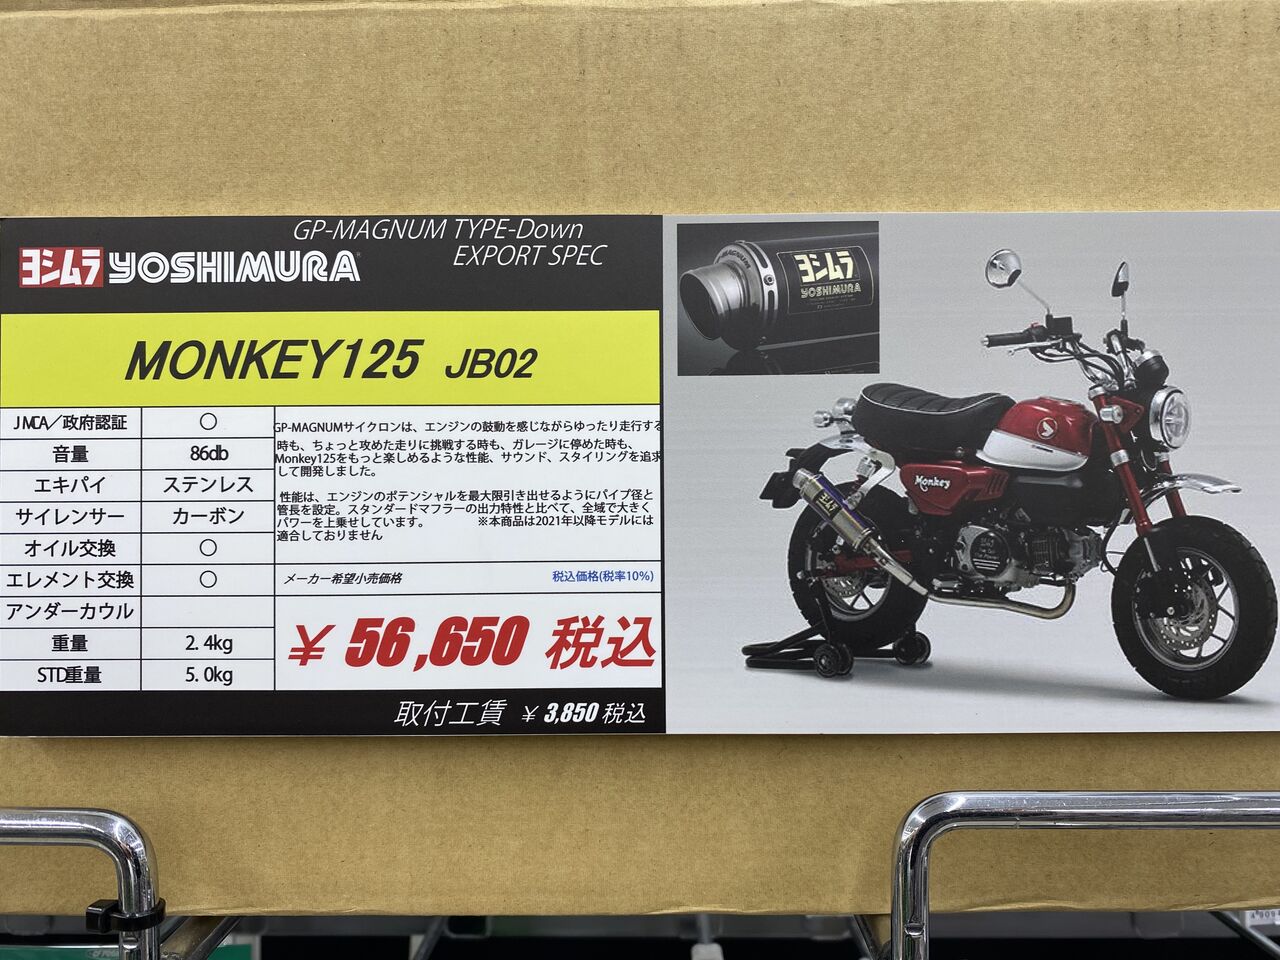 GP-MAGNUM TYPE-Down
EXPORT SPEC
ヨシムラ YOSHIMURA
MONKEY125 JB02
JMCA／政府認証 ○
音量 86db
エキパイ ステンレス
サイレンサー カーボン
オイル交換 ○
エレメント交換 ○
アンダーカウル
重量 2.4kg
STD重量 5.0kg
GP-MAGNUMサイクロンは、エンジンの鼓動を感じながらゆったり走行する
時も、ちょっと攻めた走りに挑戦する時も、ガレージに停めた時も、
Monkey125をもっと楽しめるような性能、サウンド、スタイリングを追求
して開発しました。
性能は、エンジンのポテンシャルを最大限引き出せるようにパイプ径と
管長を設定。スタンダードマフラーの出力特性と比べて、全域で大きく
パワーを上乗せしています。 ※本商品は2021年以降モデルには
適合しておりません
メーカー希望小売価格 税込価格(税率10%)
￥56,650 税込
取付工賃 ￥3,850 税込
MAGNUM
ヨシムラ
YOSHIMURA
Monkey
ヨシムラ